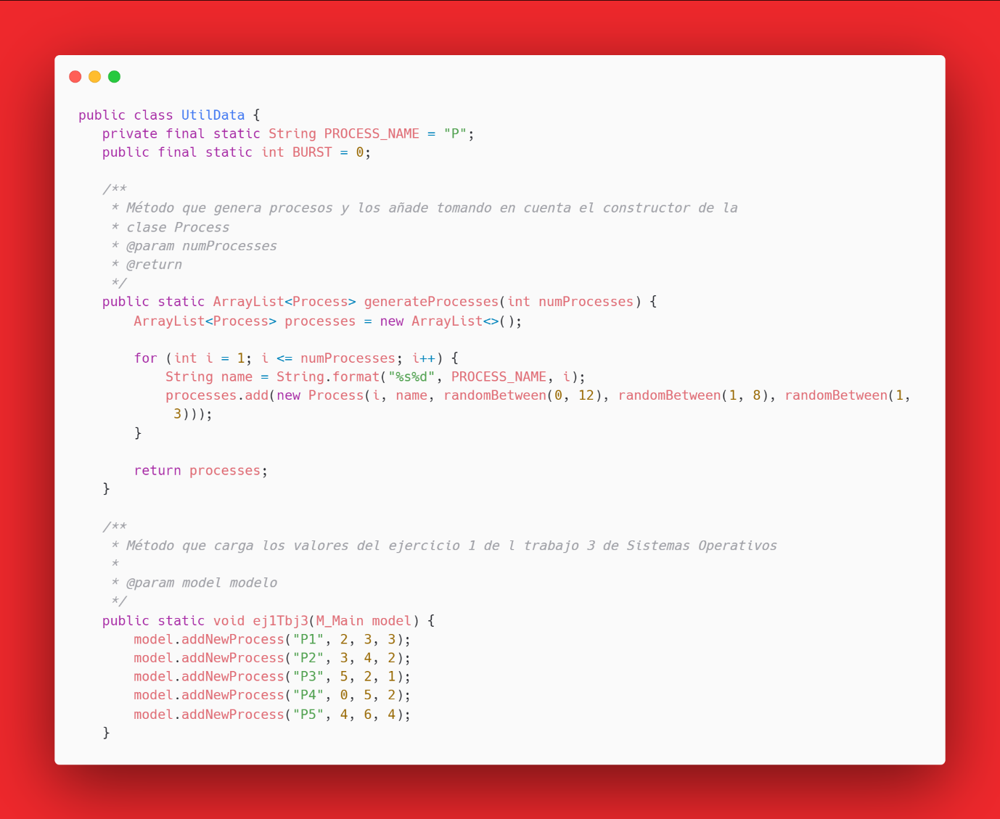 public class UtilData {
private final static String PROCESS_NAME = "P";
public final static int BURST = 0;
/**
* Método que genera procesos y los añade tomando en cuenta el constructor de la
* clase Process
* @param numProcesses
* @return
*/
public static ArrayList<Process> generateProcesses(int numProcesses) {
ArrayList<Process> processes = new ArrayList<>();
for (int i = 1; i <= numProcesses; i++) {
String name = String.format("%s%d", PROCESS_NAME, i);
processes.add(new Process(i, name, randomBetween(0, 12), randomBetween(1, 8), randomBetween(1,
3)));
}
return processes;
}
/**
* Método que carga los valores del ejercicio 1 de l trabajo 3 de Sistemas Operativos
*
* @param model modelo
*/
public static void ej1Tbj3(M_Main model) {
model.addNewProcess("P1", 2, 3, 3);
model.addNewProcess("P2", 3, 4, 2);
model.addNewProcess("P3", 5, 2, 1);
model.addNewProcess("P4", 0, 5, 2);
model.addNewProcess("P5", 4, 6, 4);
}